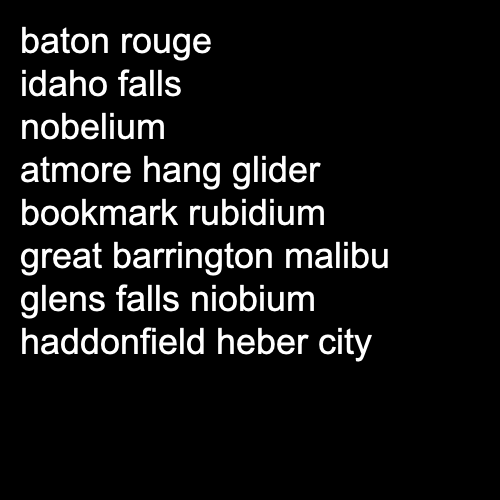 baton rouge
idaho falls
nobelium
atmore hang glider
bookmark rubidium
great barrington malibu
glens falls niobium
haddonfield heber city